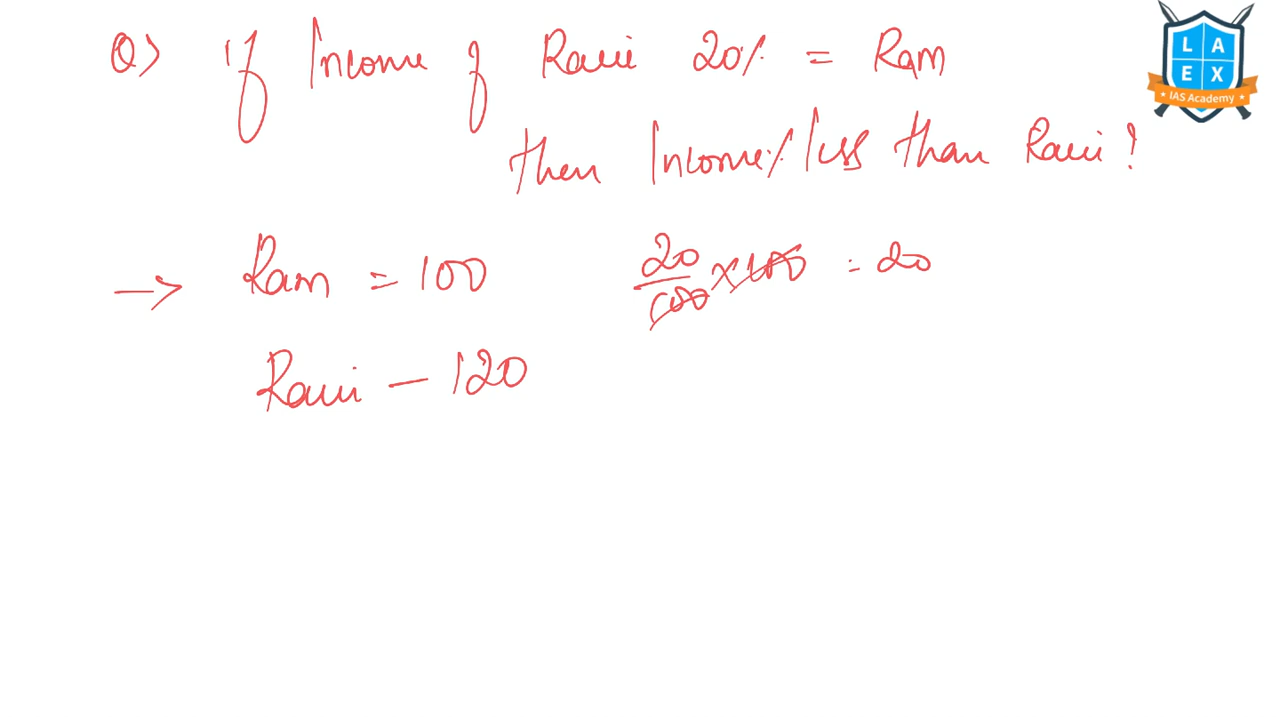 Q> If Income of Ravi 20% = Ram
then Income % less than Ravi?
→ Ram = 100 20/100 × 100 = 20
Ravi — 120
L A
E X
IAS Academy